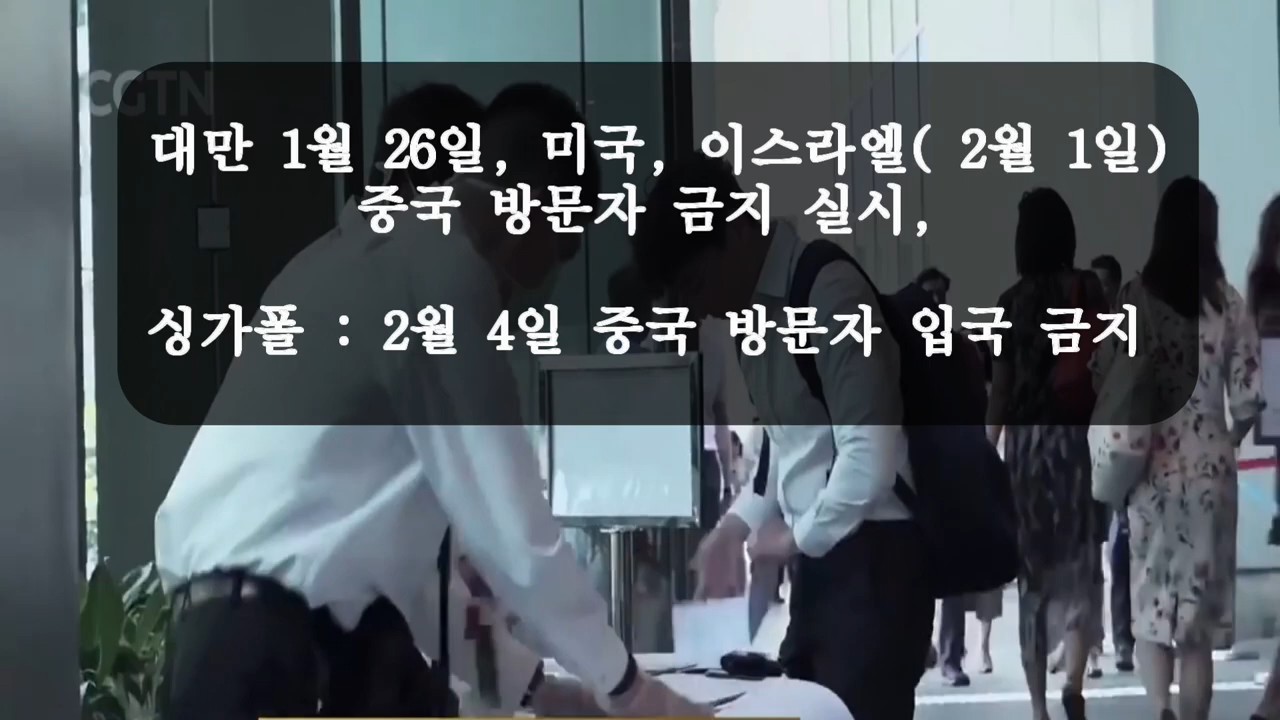 CGTN
대만 1월 26일, 미국, 이스라엘( 2월 1일)
중국 방문자 금지 실시,
싱가폴 : 2월 4일 중국 방문자 입국 금지